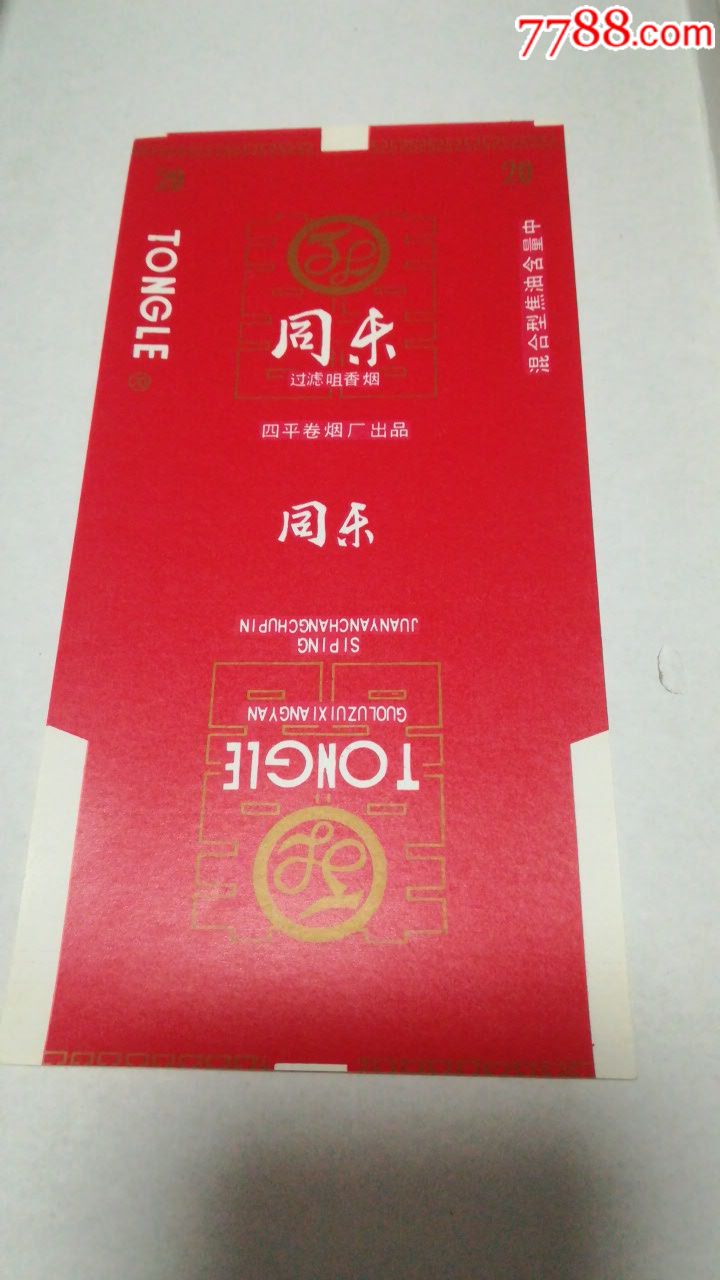 7788.com
20
20
TONGLE®
同乐
过滤咀香烟
混合型焦油含量中
四平卷烟厂出品
同乐
JUANYANCHANGCHUPIN
SIPING
GUOLUZUIXIANGYAN
TONGLE